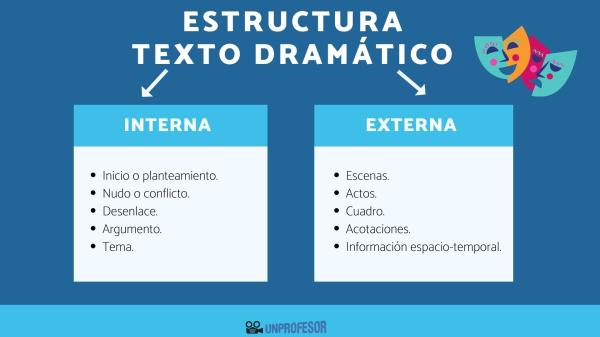 ESTRUCTURA
TEXTO DRAMÁTICO
INTERNA
• Inicio o planteamiento.
• Nudo o conflicto.
• Desenlace.
• Argumento.
• Tema.
EXTERNA
• Escenas.
• Actos.
• Cuadro.
• Acotaciones.
• Información espacio-temporal.
UNPROFESOR